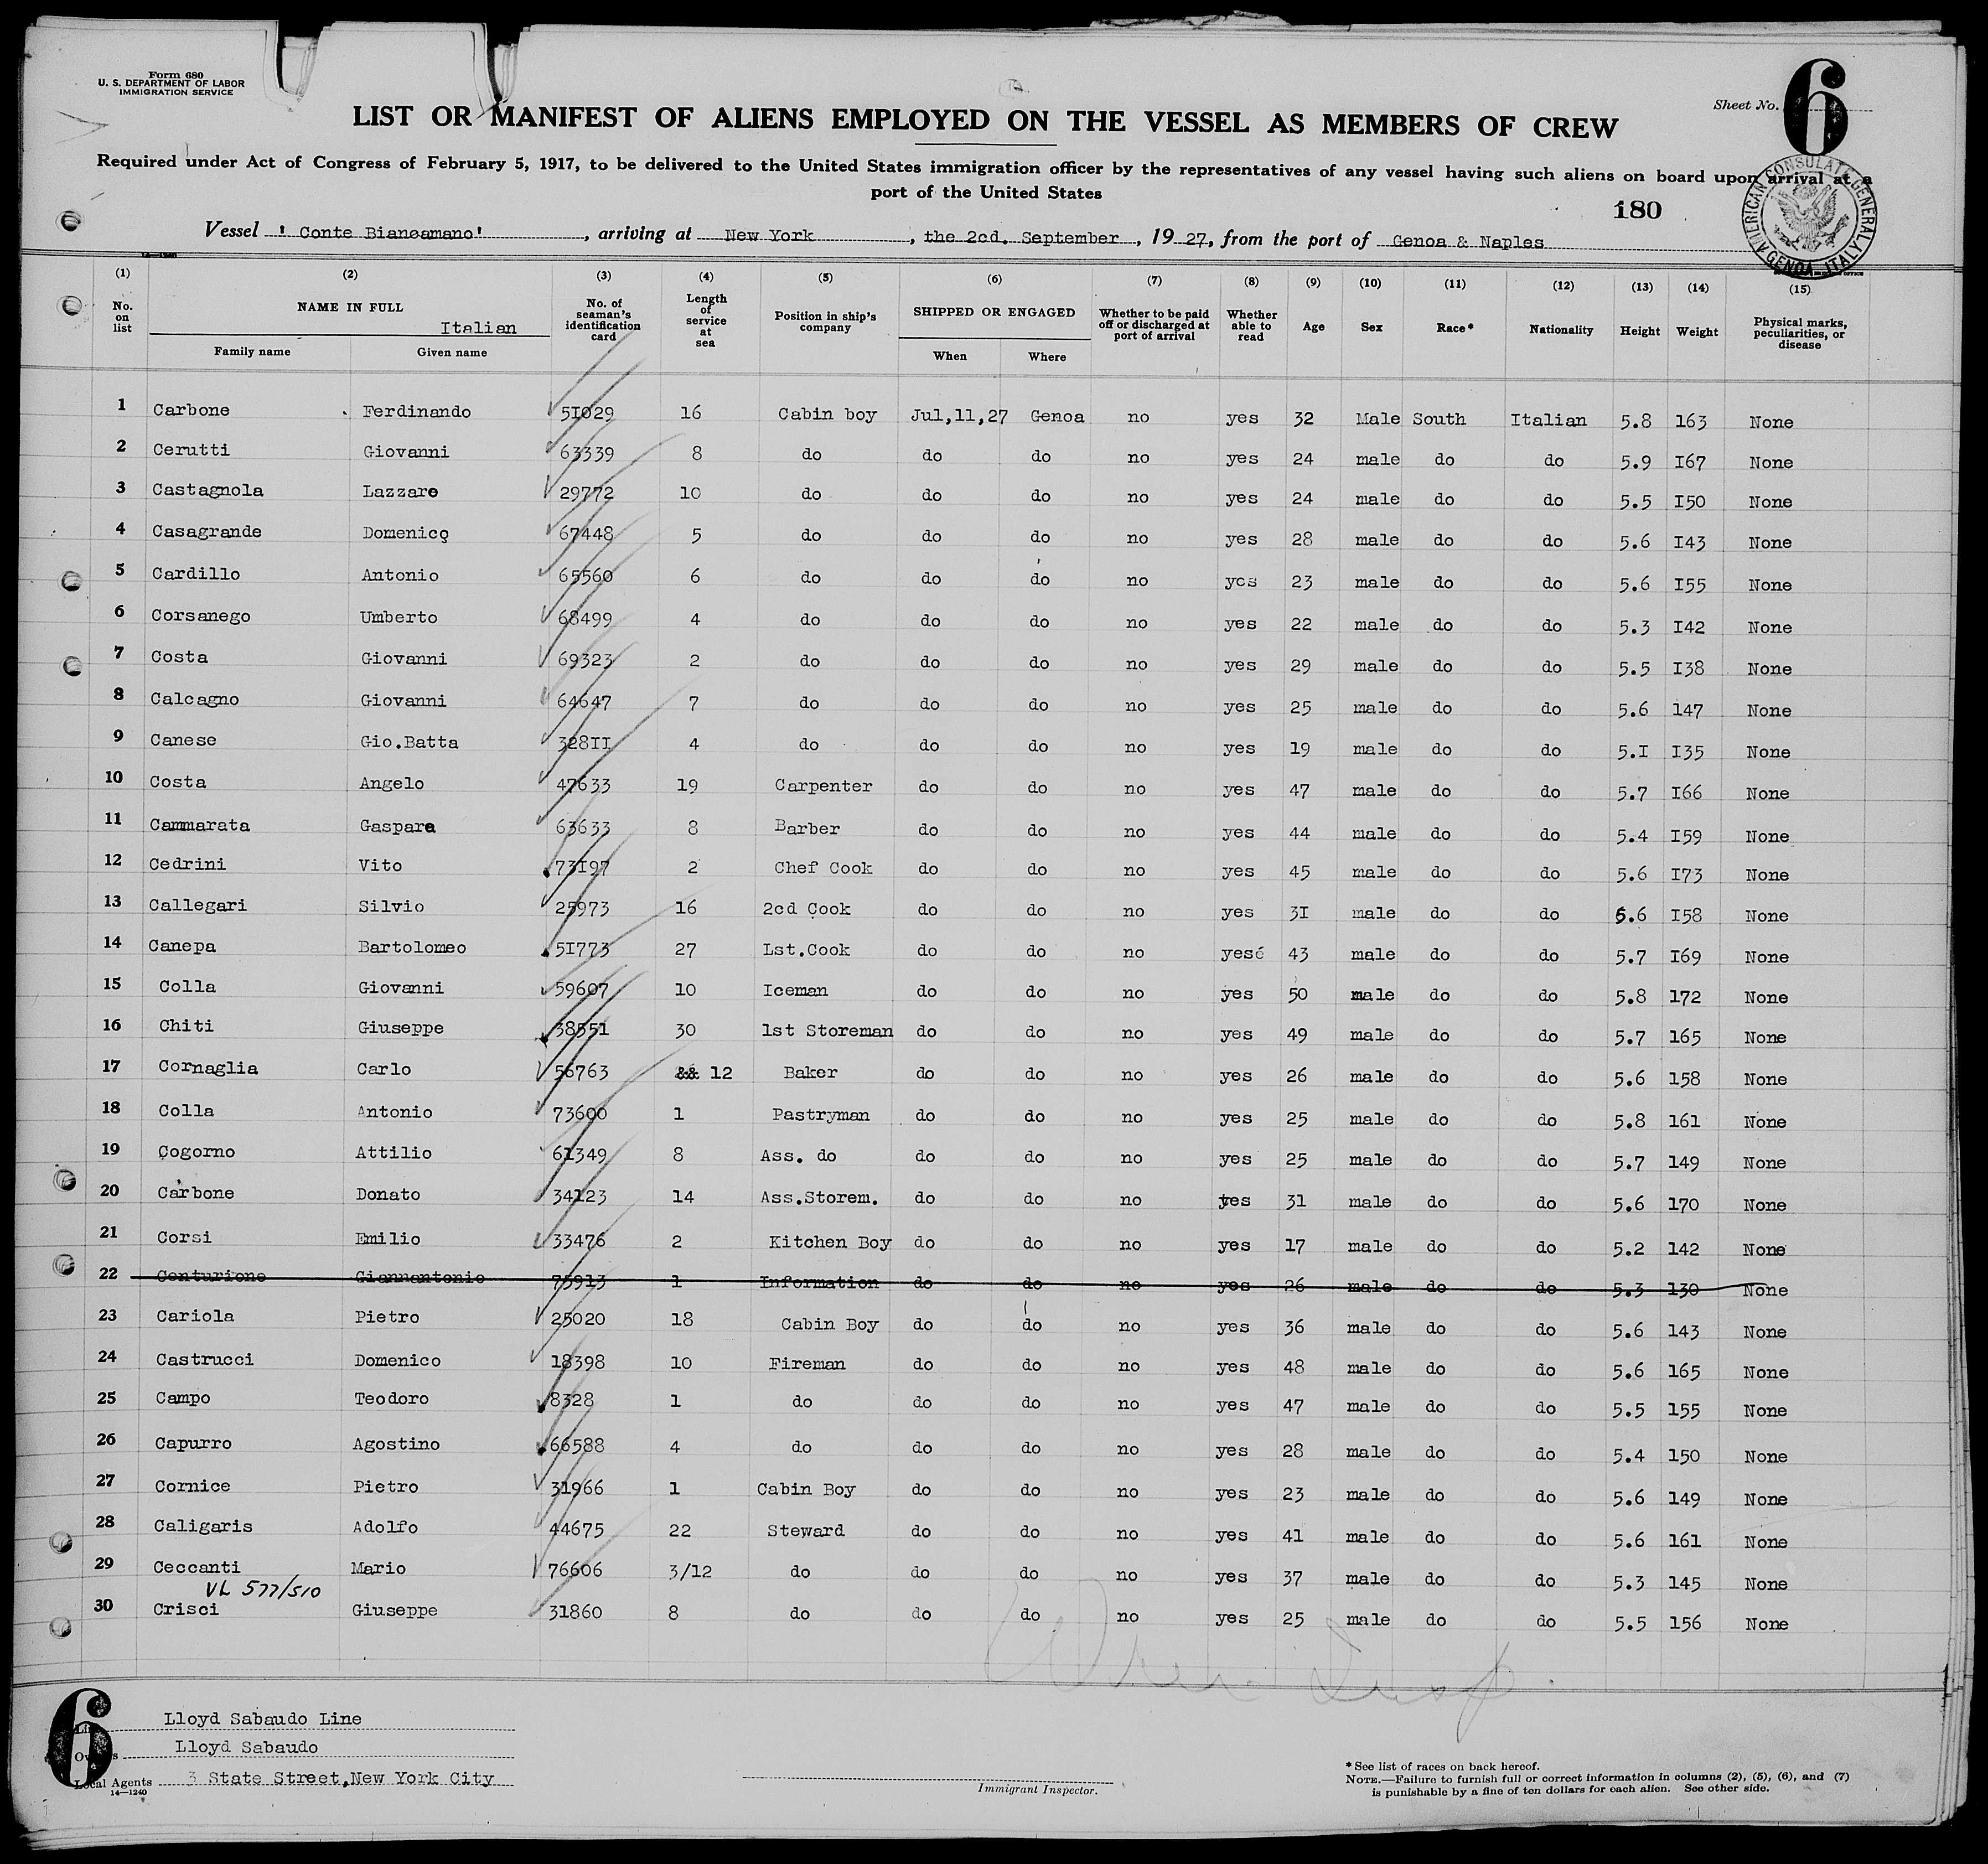 Form 680
U. S. DEPARTMENT OF LABOR
IMMIGRATION SERVICE
Sheet No. 6
LIST OR MANIFEST OF ALIENS EMPLOYED ON THE VESSEL AS MEMBERS OF CREW
Required under Act of Congress of February 5, 1917, to be delivered to the United States immigration officer by the representatives of any vessel having such aliens on board upon arrival at a
port of the United States
180
AMERICAN CONSULATE GENERAL GENOA ITALY
Vessel ' Conte Biancamano' , arriving at New York , the 2cd. September , 19 27, from the port of Genoa & Naples
(1) (2) (3) (4) (5) (6) (7) (8) (9) (10) (11) (12) (13) (14) (15)
No. on list NAME IN FULL Italian Family name Given name No. of seaman's identification card Length of service at sea Position in ship's company SHIPPED OR ENGAGED When Where Whether to be paid off or discharged at port of arrival Whether able to read Age Sex Race* Nationality Height Weight Physical marks, peculiarities, or disease
1 Carbone Ferdinando 5I029 16 Cabin boy Jul,11,27 Genoa no yes 32 Male South Italian 5.8 163 None
2 Cerutti Giovanni 63339 8 do do do no yes 24 male do do 5.9 I67 None
3 Castagnola Lazzaro 29772 10 do do do no yes 24 male do do 5.5 I50 None
4 Casagrande Domenico 67448 5 do do do no yes 28 male do do 5.6 I43 None
5 Cardillo Antonio 65560 6 do do do no yes 23 male do do 5.6 I55 None
6 Corsanego Umberto 68499 4 do do do no yes 22 male do do 5.3 I42 None
7 Costa Giovanni 69323 2 do do do no yes 29 male do do 5.5 I38 None
8 Calcagno Giovanni 64647 7 do do do no yes 25 male do do 5.6 147 None
9 Canese Gio.Batta 328II 4 do do do no yes 19 male do do 5.I I35 None
10 Costa Angelo 47633 19 Carpenter do do no yes 47 male do do 5.7 I66 None
11 Cammarata Gaspare 63633 8 Barber do do no yes 44 male do do 5.4 I59 None
12 Cedrini Vito 73I97 2 Chef Cook do do no yes 45 male do do 5.6 I73 None
13 Callegari Silvio 25973 16 2cd Cook do do no yes 3I male do do 5.6 I58 None
14 Canepa Bartolomeo 5I773 27 Lst.Cook do do no yesé 43 male do do 5.7 I69 None
15 Colla Giovanni 59607 10 Iceman do do no yes 50 male do do 5.8 172 None
16 Chiti Giuseppe 38551 30 1st Storeman do do no yes 49 male do do 5.7 165 None
17 Cornaglia Carlo 56763 && 12 Baker do do no yes 26 male do do 5.6 158 None
18 Colla Antonio 73600 1 Pastryman do do no yes 25 male do do 5.8 161 None
19 Cogorno Attilio 61349 8 Ass. do do do no yes 25 male do do 5.7 149 None
20 Carbone Donato 34123 14 Ass.Storem. do do no yes 31 male do do 5.6 170 None
21 Corsi Emilio 33476 2 Kitchen Boy do do no yes 17 male do do 5.2 142 None
22 Centurione Giannantonio 75913 1 Information do do no yes 26 male do do 5.3 130 None
23 Cariola Pietro 25020 18 Cabin Boy do do no yes 36 male do do 5.6 143 None
24 Castrucci Domenico 18398 10 Fireman do do no yes 48 male do do 5.6 165 None
25 Campo Teodoro 8328 1 do do do no yes 47 male do do 5.5 155 None
26 Capurro Agostino 66588 4 do do do no yes 28 male do do 5.4 150 None
27 Cornice Pietro 31966 1 Cabin Boy do do no yes 23 male do do 5.6 149 None
28 Caligaris Adolfo 44675 22 Steward do do no yes 41 male do do 5.6 161 None
29 Ceccanti Mario 76606 3/12 do do do no yes 37 male do do 5.3 145 None
VL 577/510
30 Crisci Giuseppe 31860 8 do do do no yes 25 male do do 5.5 156 None
6
Line Lloyd Sabaudo Line
Owners Lloyd Sabaudo
Local Agents 3 State Street,New York City
14—1240
Immigrant Inspector.
* See list of races on back hereof.
NOTE.—Failure to furnish full or correct information in columns (2), (5), (6), and (7)
is punishable by a fine of ten dollars for each alien. See other side.